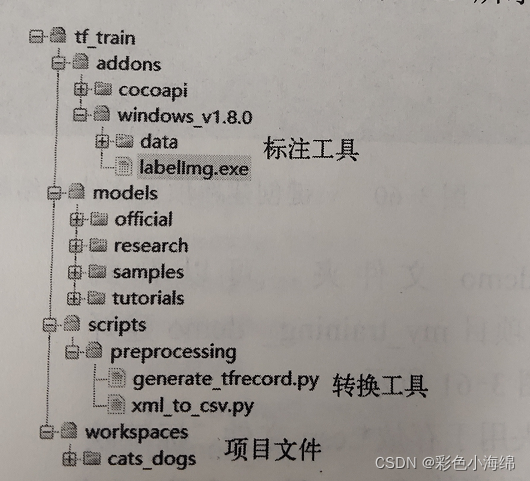 tf_train
addons
cocoapi
windows_v1.8.0
data
标注工具
labelImg.exe
models
official
research
samples
tutorials
scripts
preprocessing
generate_tfrecord.py 转换工具
xml_to_csv.py
workspaces
项目文件
cats_dogs
CSDN @彩色小海绵